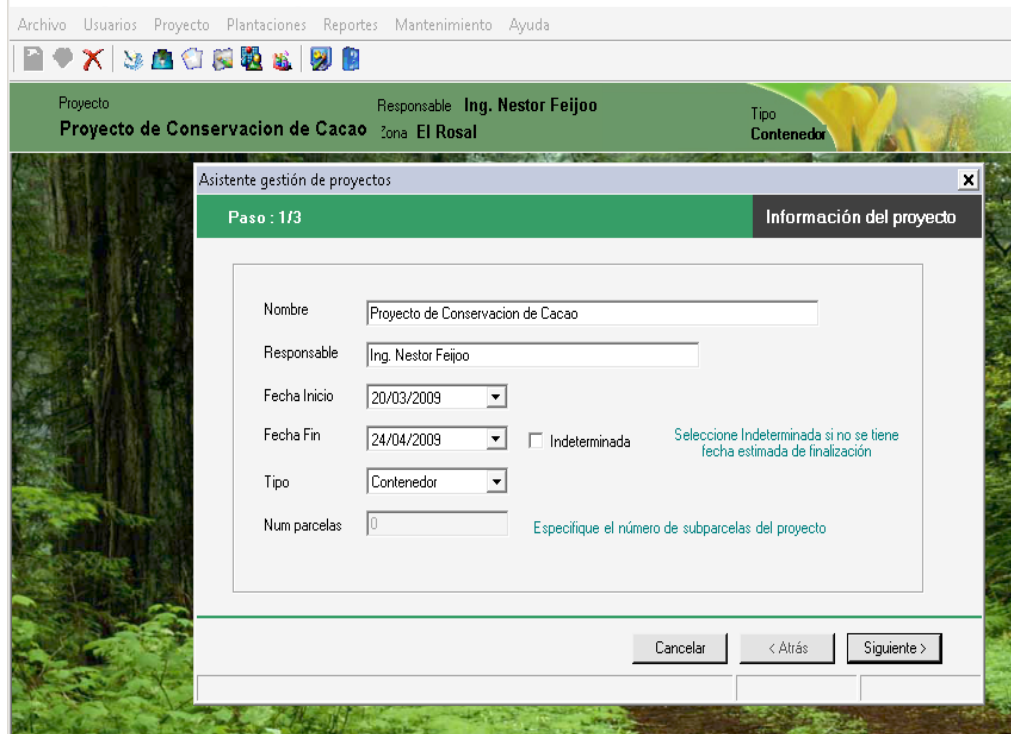 Archivo Usuarios Proyecto Plantaciones Reportes Mantenimiento Ayuda
Proyecto
Proyecto de Conservacion de Cacao
Responsable Ing. Nestor Feijoo
Zona El Rosal
Tipo
Contenedor
Asistente gestión de proyectos
Paso : 1/3
Información del proyecto
Nombre Proyecto de Conservacion de Cacao
Responsable Ing. Nestor Feijoo
Fecha Inicio 20/03/2009
Fecha Fin 24/04/2009 Indeterminada
Seleccione Indeterminada si no se tiene
fecha estimada de finalización
Tipo Contenedor
Num parcelas 0 Especifique el número de subparcelas del proyecto
Cancelar < Atrás Siguiente >